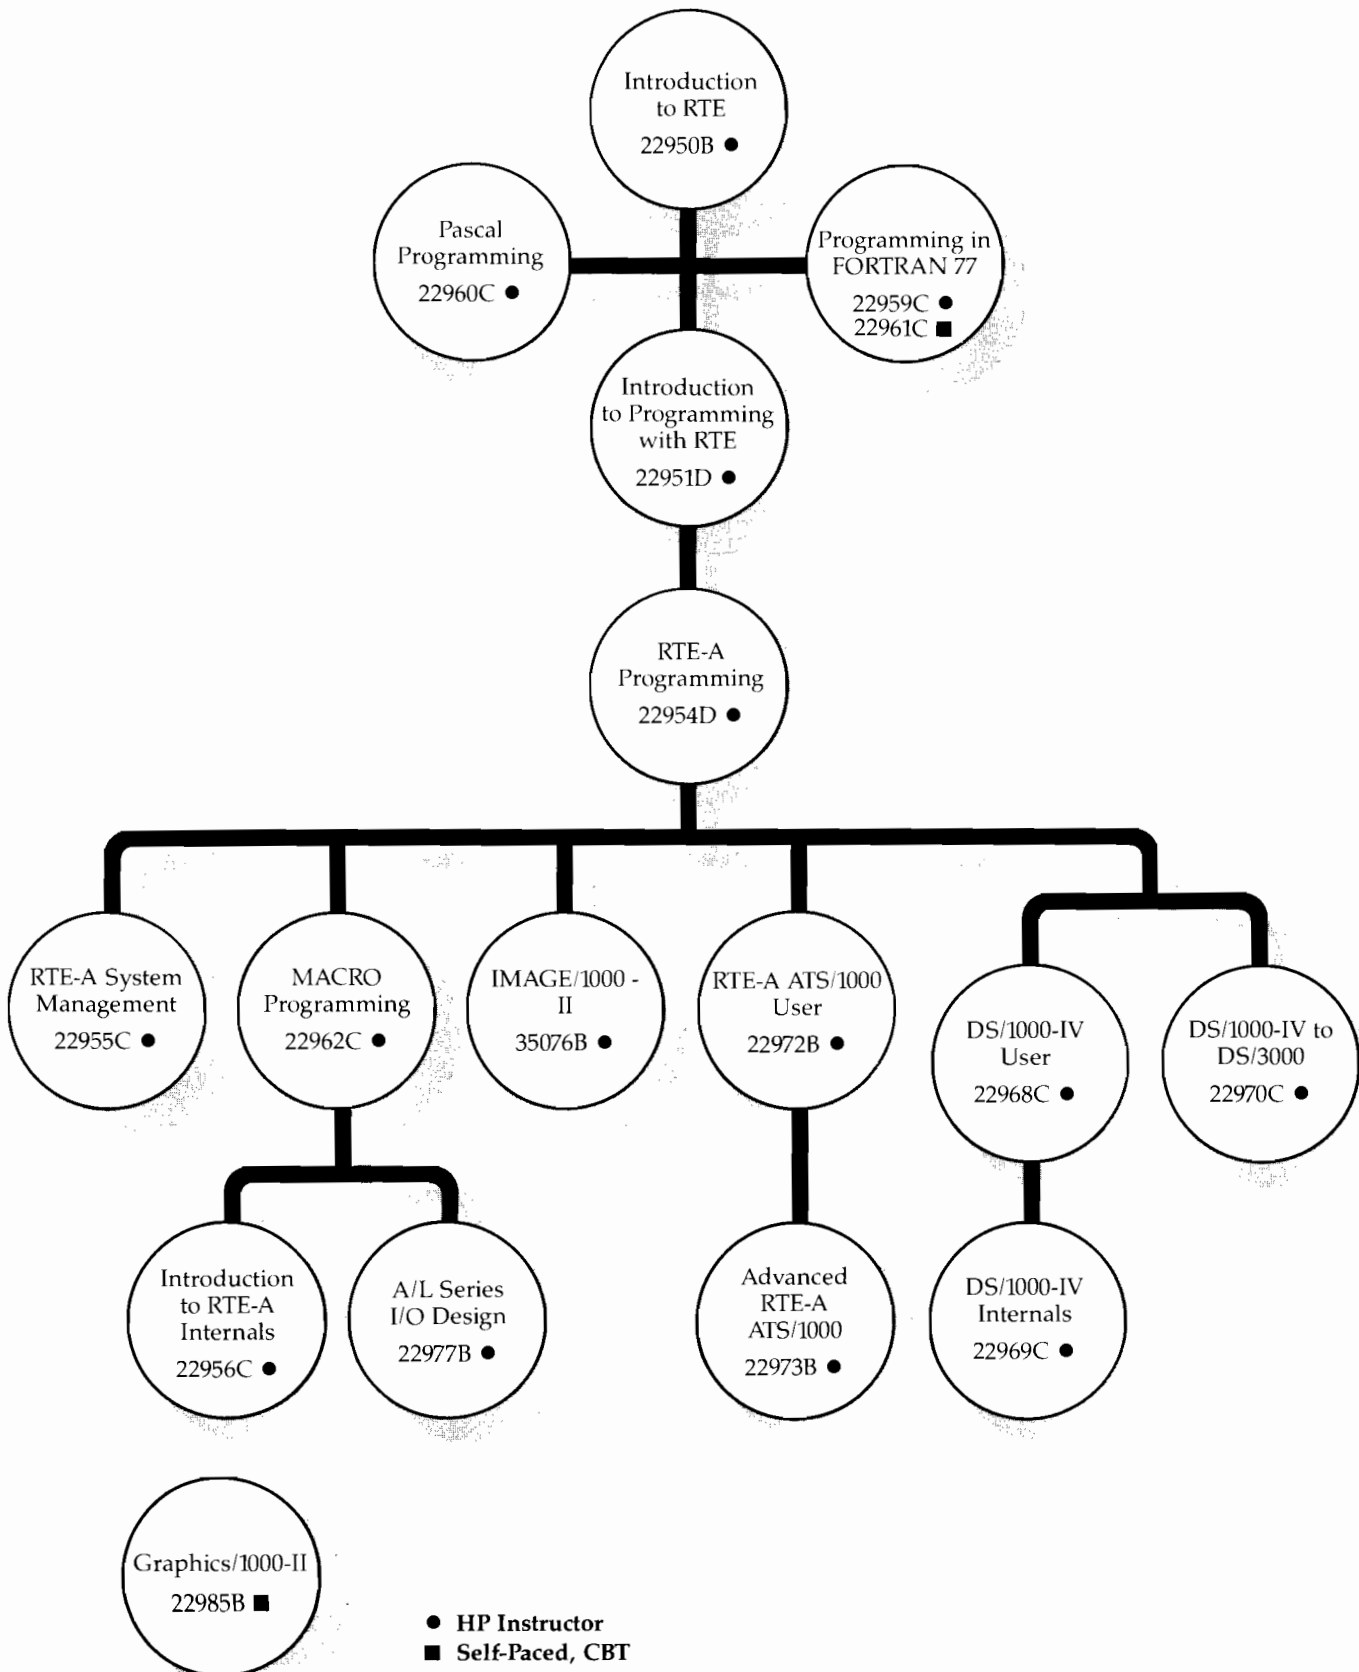 Introduction
to RTE
22950B ●
Pascal
Programming
22960C ●
Programming in
FORTRAN 77
22959C ●
22961C ■
Introduction
to Programming
with RTE
22951D ●
RTE-A
Programming
22954D ●
RTE-A System
Management
22955C ●
MACRO
Programming
22962C ●
IMAGE/1000 -
II
35076B ●
RTE-A ATS/1000
User
22972B ●
DS/1000-IV
User
22968C ●
DS/1000-IV to
DS/3000
22970C ●
Introduction
to RTE-A
Internals
22956C ●
A/L Series
I/O Design
22977B ●
Advanced
RTE-A
ATS/1000
22973B ●
DS/1000-IV
Internals
22969C ●
Graphics/1000-II
22985B ■
● HP Instructor
■ Self-Paced, CBT